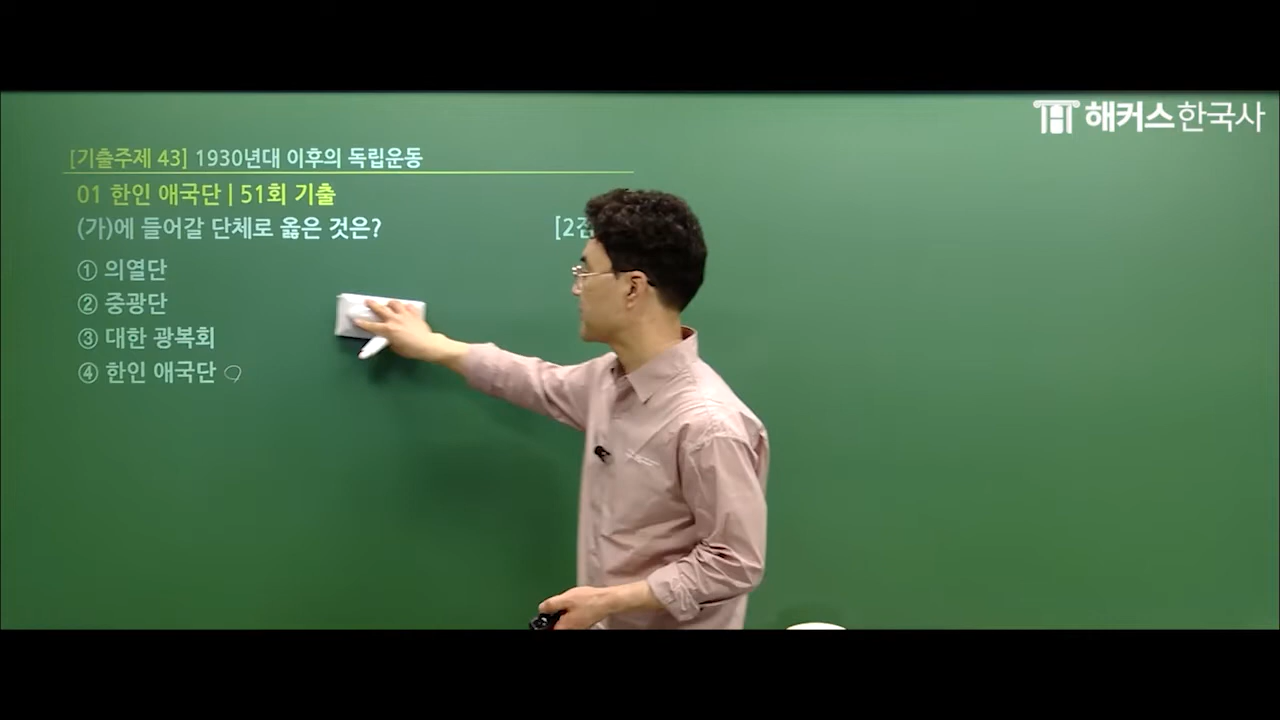 해커스한국사
[기출주제 43] 1930년대 이후의 독립운동
01 한인 애국단 | 51회 기출
(가)에 들어갈 단체로 옳은 것은? [2점
① 의열단
② 중광단
③ 대한 광복회
④ 한인 애국단